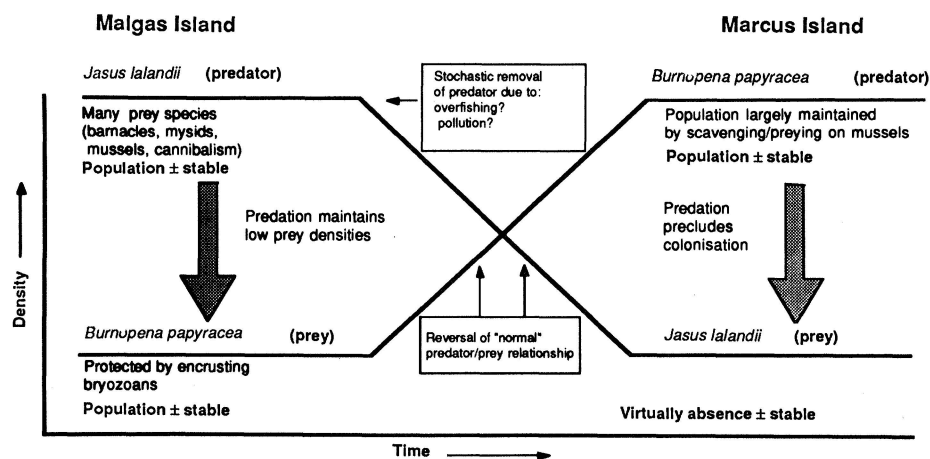 Malgas Island
Marcus Island
Jasus lalandii (predator)
Burnupena papyracea (predator)
Stochastic removal
of predator due to:
overfishing?
pollution?
Many prey species
(barnacles, mysids,
mussels, cannibalism)
Population ± stable
Population largely maintained
by scavenging/preying on mussels
Population ± stable
Predation maintains
low prey densities
Predation
precludes
colonisation
Density
Burnupena papyracea (prey)
Reversal of "normal"
predator/prey relationship
Jasus lalandii (prey)
Protected by encrusting
bryozoans
Population ± stable
Virtually absence ± stable
Time